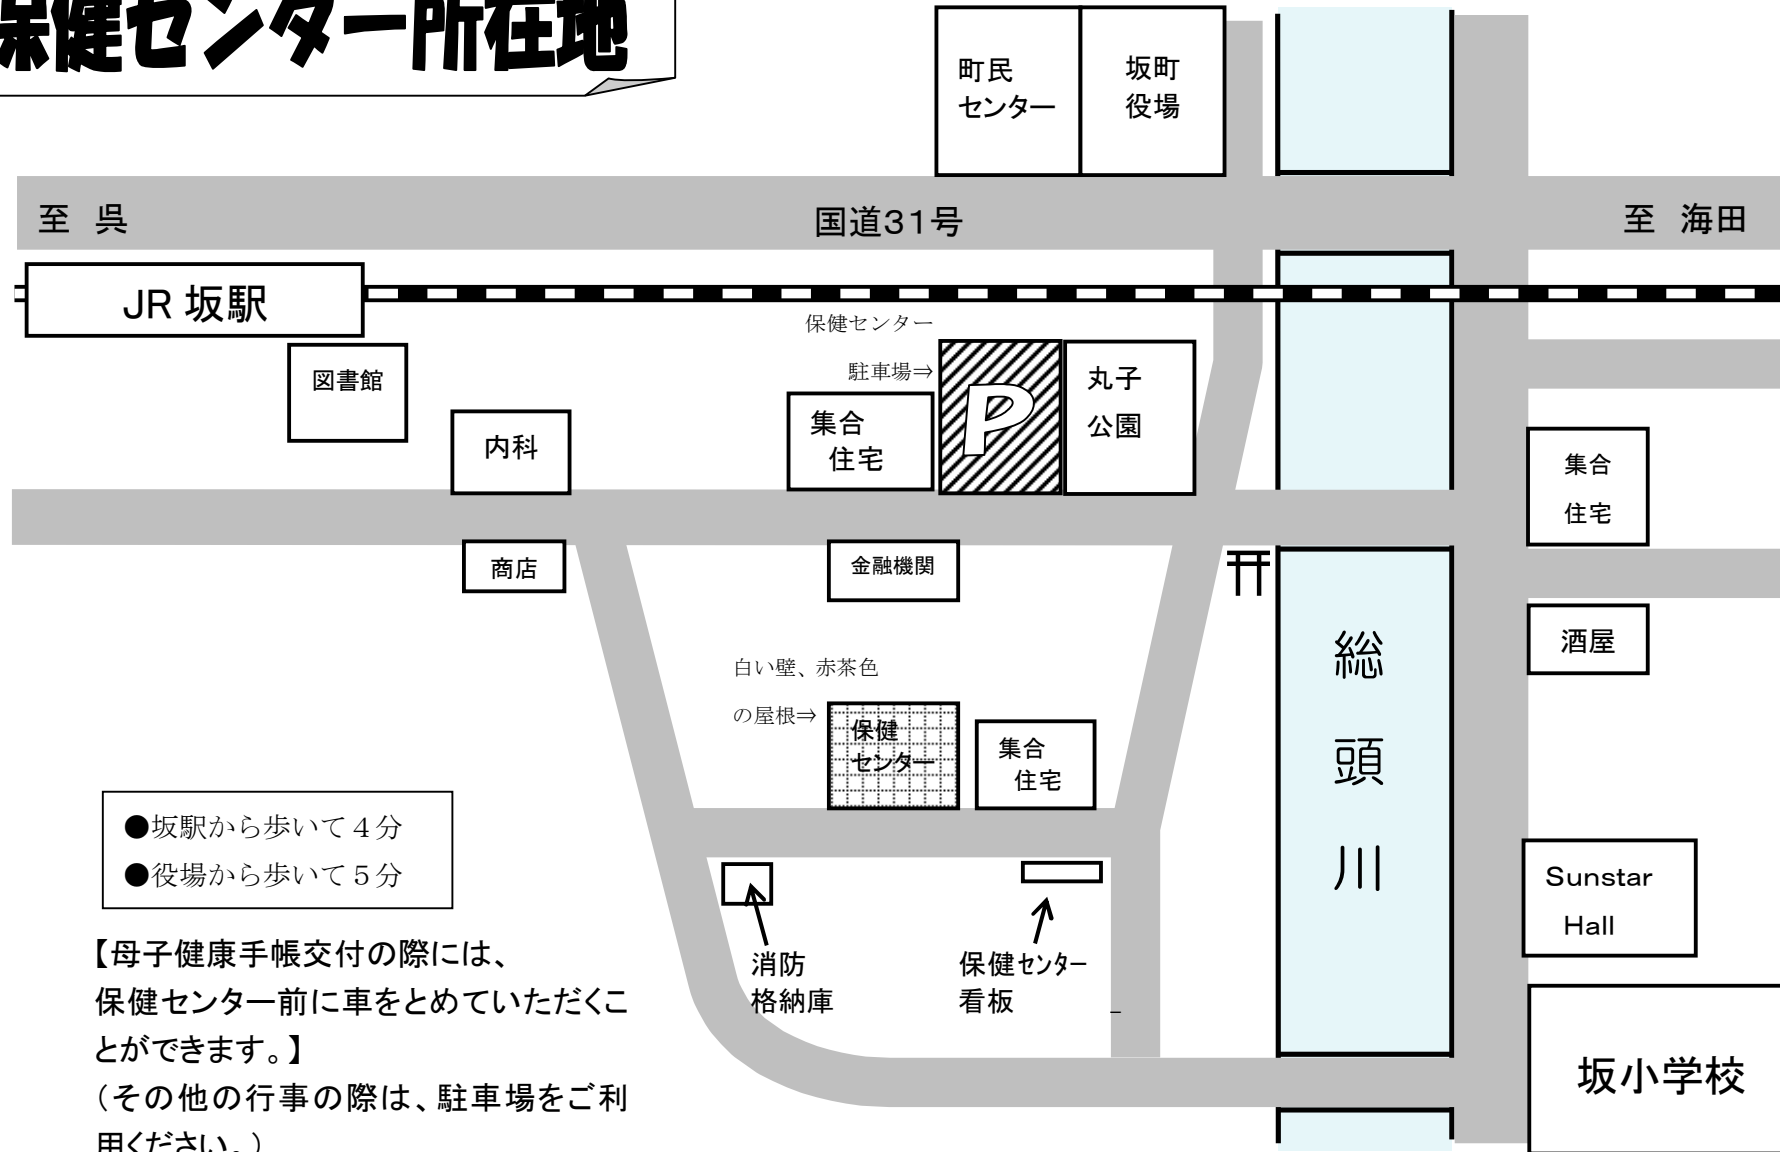 保健センター所在地
町民
センター
坂町
役場
至 呉
国道31号
至 海田
JR 坂駅
保健センター
駐車場⇒
P
丸子
公園
図書館
内科
集合
住宅
集合
住宅
商店
金融機関
酒屋
白い壁、赤茶色
の屋根⇒
保健
センター
集合
住宅
総
頭
川
●坂駅から歩いて４分
●役場から歩いて５分
Sunstar
Hall
消防
格納庫
保健センター
看板
坂小学校
【母子健康手帳交付の際には、
保健センター前に車をとめていただくこ
とができます。】
（その他の行事の際は、駐車場をご利
用ください。）